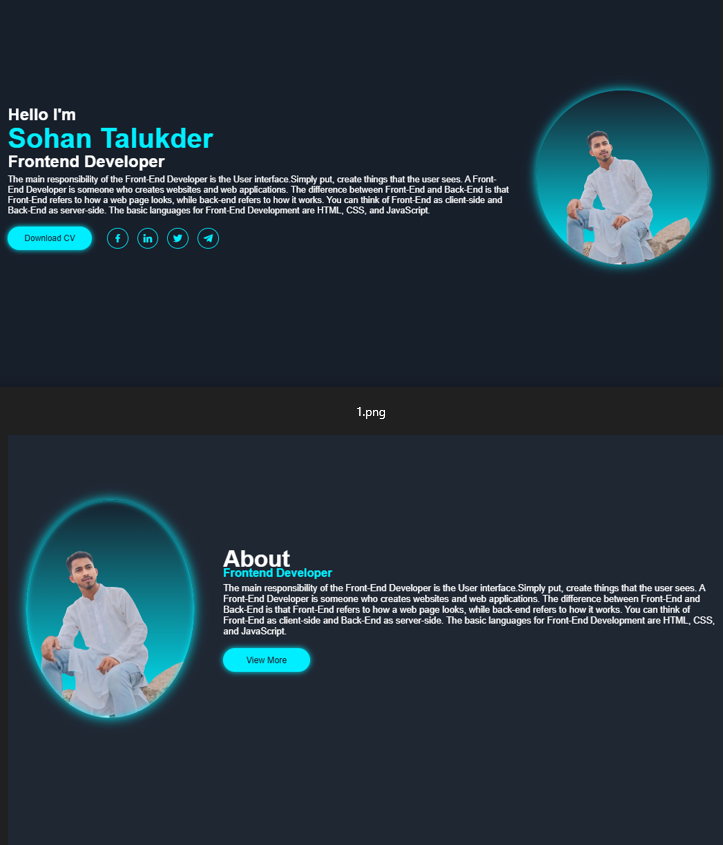 Hello I'm
Sohan Talukder
Frontend Developer
The main responsibility of the Front-End Developer is the User interface.Simply put, create things that the user sees. A Front-
End Developer is someone who creates websites and web applications. The difference between Front-End and Back-End is that
Front-End refers to how a web page looks, while back-end refers to how it works. You can think of Front-End as client-side and
Back-End as server-side. The basic languages for Front-End Development are HTML, CSS, and JavaScript.
Download CV
1.png
About
Frontend Developer
The main responsibility of the Front-End Developer is the User interface.Simply put, create things that the user sees. A
Front-End Developer is someone who creates websites and web applications. The difference between Front-End and
Back-End is that Front-End refers to how a web page looks, while back-end refers to how it works. You can think of
Front-End as client-side and Back-End as server-side. The basic languages for Front-End Development are HTML, CSS,
and JavaScript.
View More